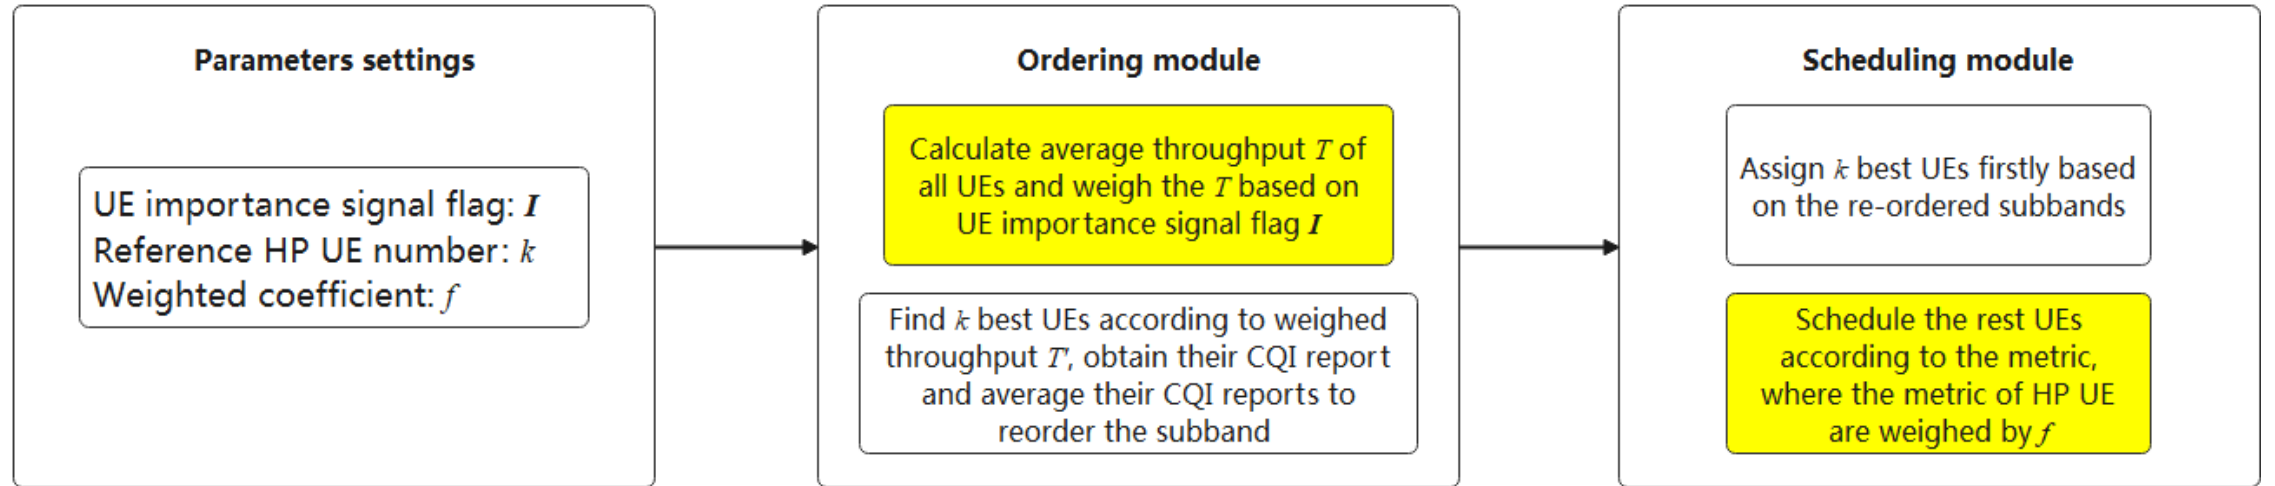 Parameters settings
UE importance signal flag: I
Reference HP UE number: k
Weighted coefficient: f
Ordering module
Calculate average throughput T of
all UEs and weigh the T based on
UE importance signal flag I
Find k best UEs according to weighed
throughput T', obtain their CQI report
and average their CQI reports to
reorder the subband
Scheduling module
Assign k best UEs firstly based
on the re-ordered subbands
Schedule the rest UEs
according to the metric,
where the metric of HP UE
are weighed by f